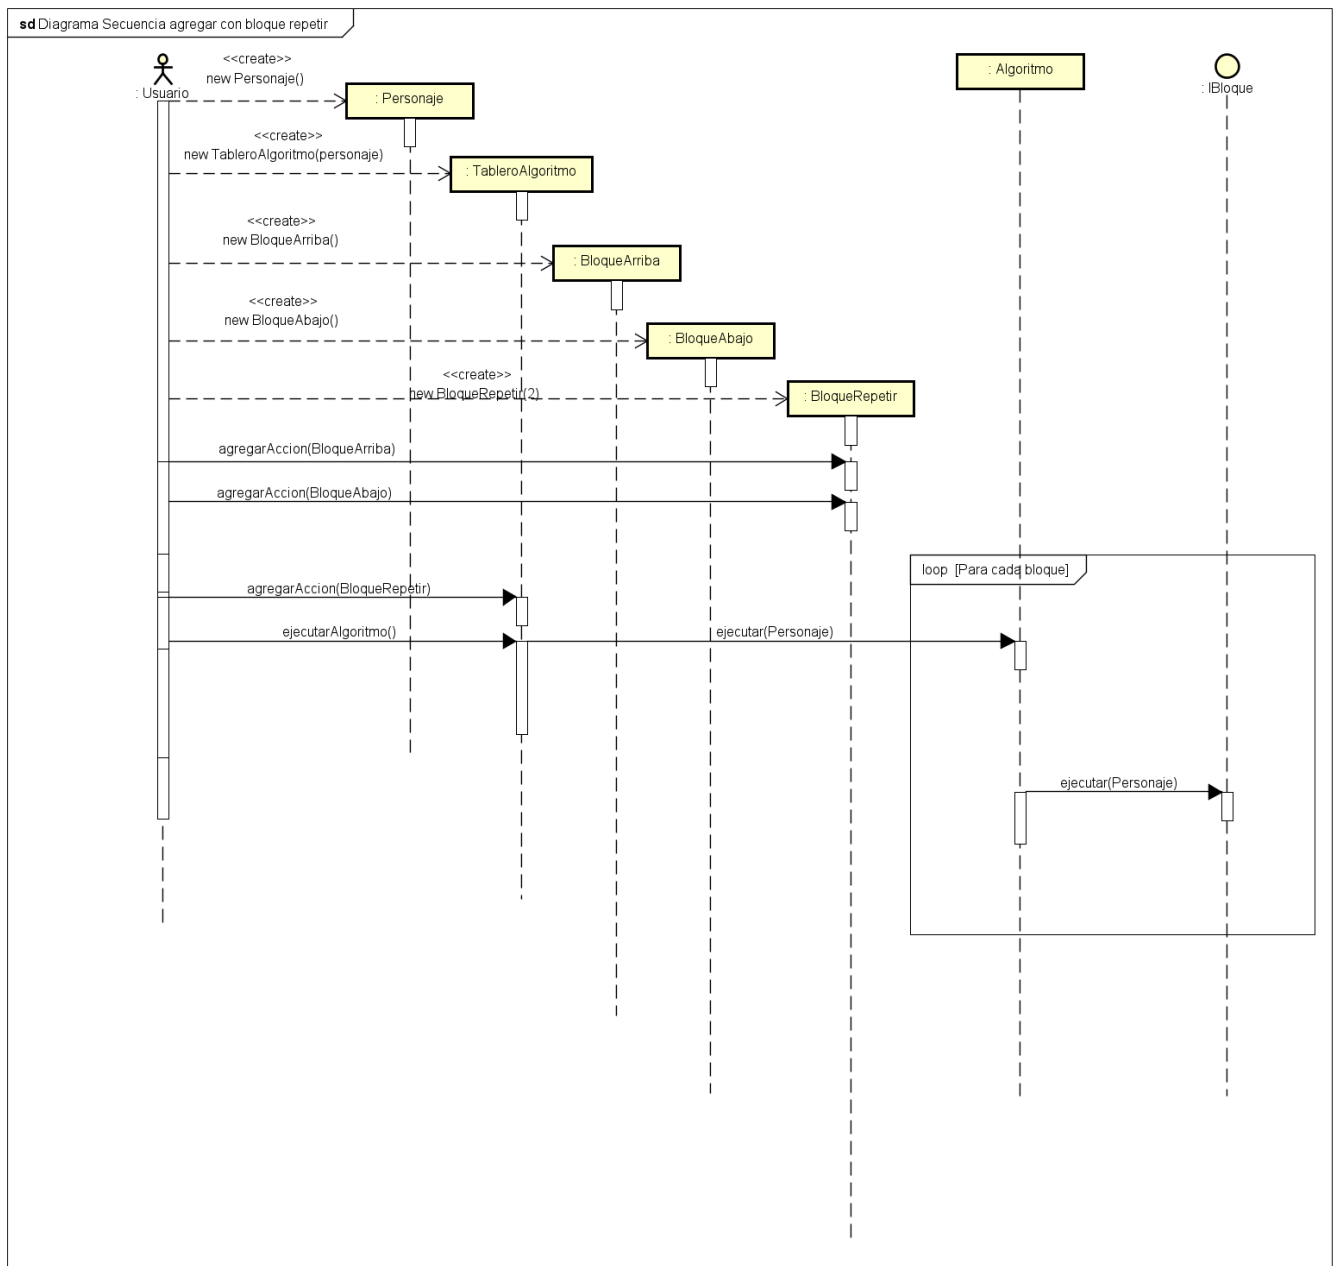 sd Diagrama Secuencia agregar con bloque repetir
<<create>>
new Personaje()
: Usuario
: Personaje
: Algoritmo
: IBloque
<<create>>
new TableroAlgoritmo(personaje)
: TableroAlgoritmo
<<create>>
new BloqueArriba()
: BloqueArriba
<<create>>
new BloqueAbajo()
: BloqueAbajo
<<create>>
new BloqueRepetir(2)
: BloqueRepetir
agregarAccion(BloqueArriba)
agregarAccion(BloqueAbajo)
loop [Para cada bloque]
agregarAccion(BloqueRepetir)
ejecutarAlgoritmo()
ejecutar(Personaje)
ejecutar(Personaje)